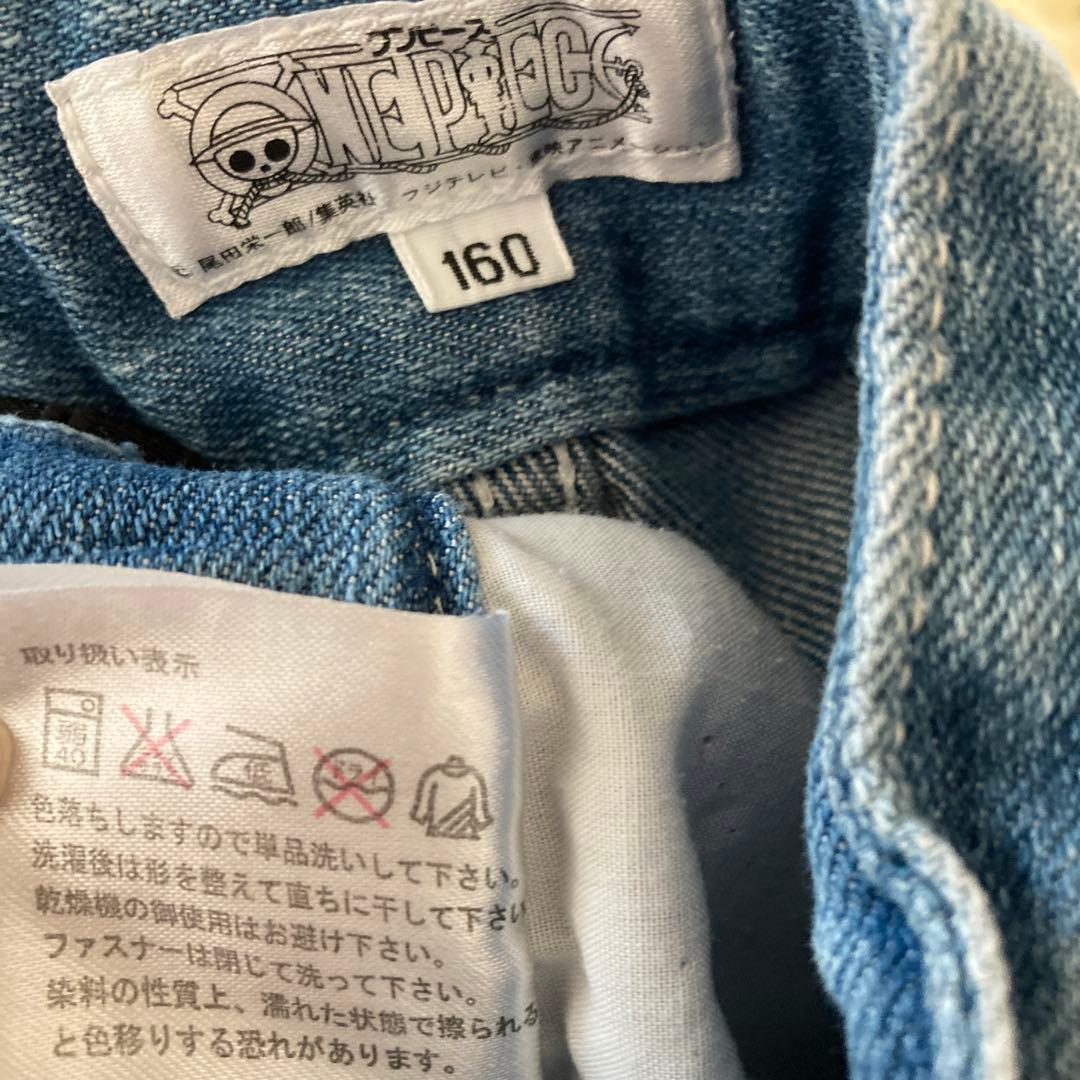 ワンピース
ONE PIECE
© 尾田栄一郎/集英社 フジテレビ・東映アニメーション
160
取り扱い表示
弱
40
低
ドライ
色落ちしますので単品洗いして下さい。
洗濯後は形を整えて直ちに干して下さい
乾燥機の御使用はお避け下さい。
ファスナーは閉じて洗って下さい。
染料の性質上、濡れた状態で擦られる
と色移りする恐れがあります。